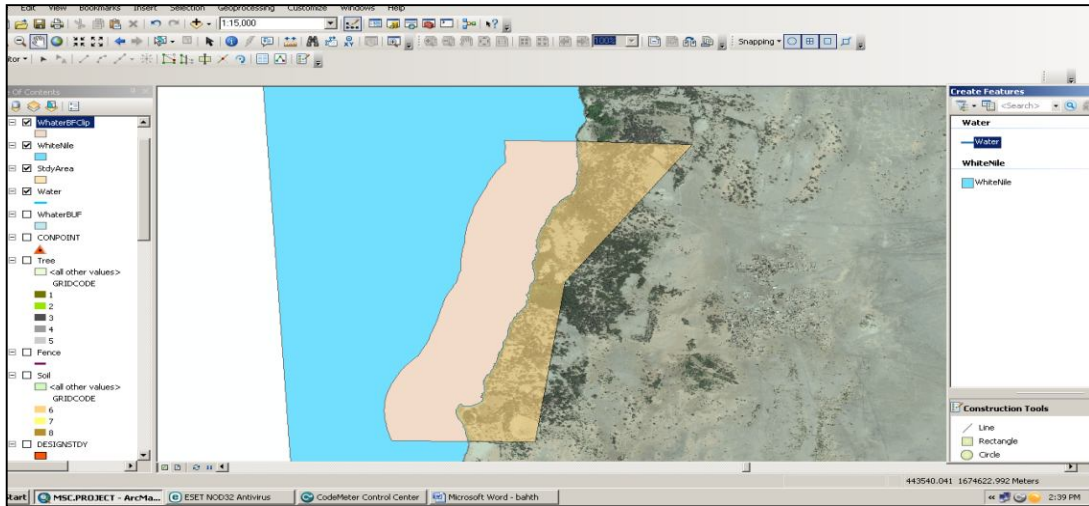 Edit View Bookmarks Insert Selection Geoprocessing Customize Windows Help
1:15,000
100%
Snapping
Of Contents
WhaterBFClip
WhiteNile
StdyArea
Water
WhaterBUF
CONPOINT
Tree
<all other values>
GRIDCODE
1
2
3
4
5
Fence
Soil
<all other values>
GRIDCODE
6
7
8
DESIGNSTDY
Create Features
<Search>
Water
Water
WhiteNile
WhiteNile
Construction Tools
Line
Rectangle
Circle
443540.041 1674622.992 Meters
start
MSC.PROJECT - ArcMa...
ESET NOD32 Antivirus
CodeMeter Control Center
Microsoft Word - bahth
2:39 PM